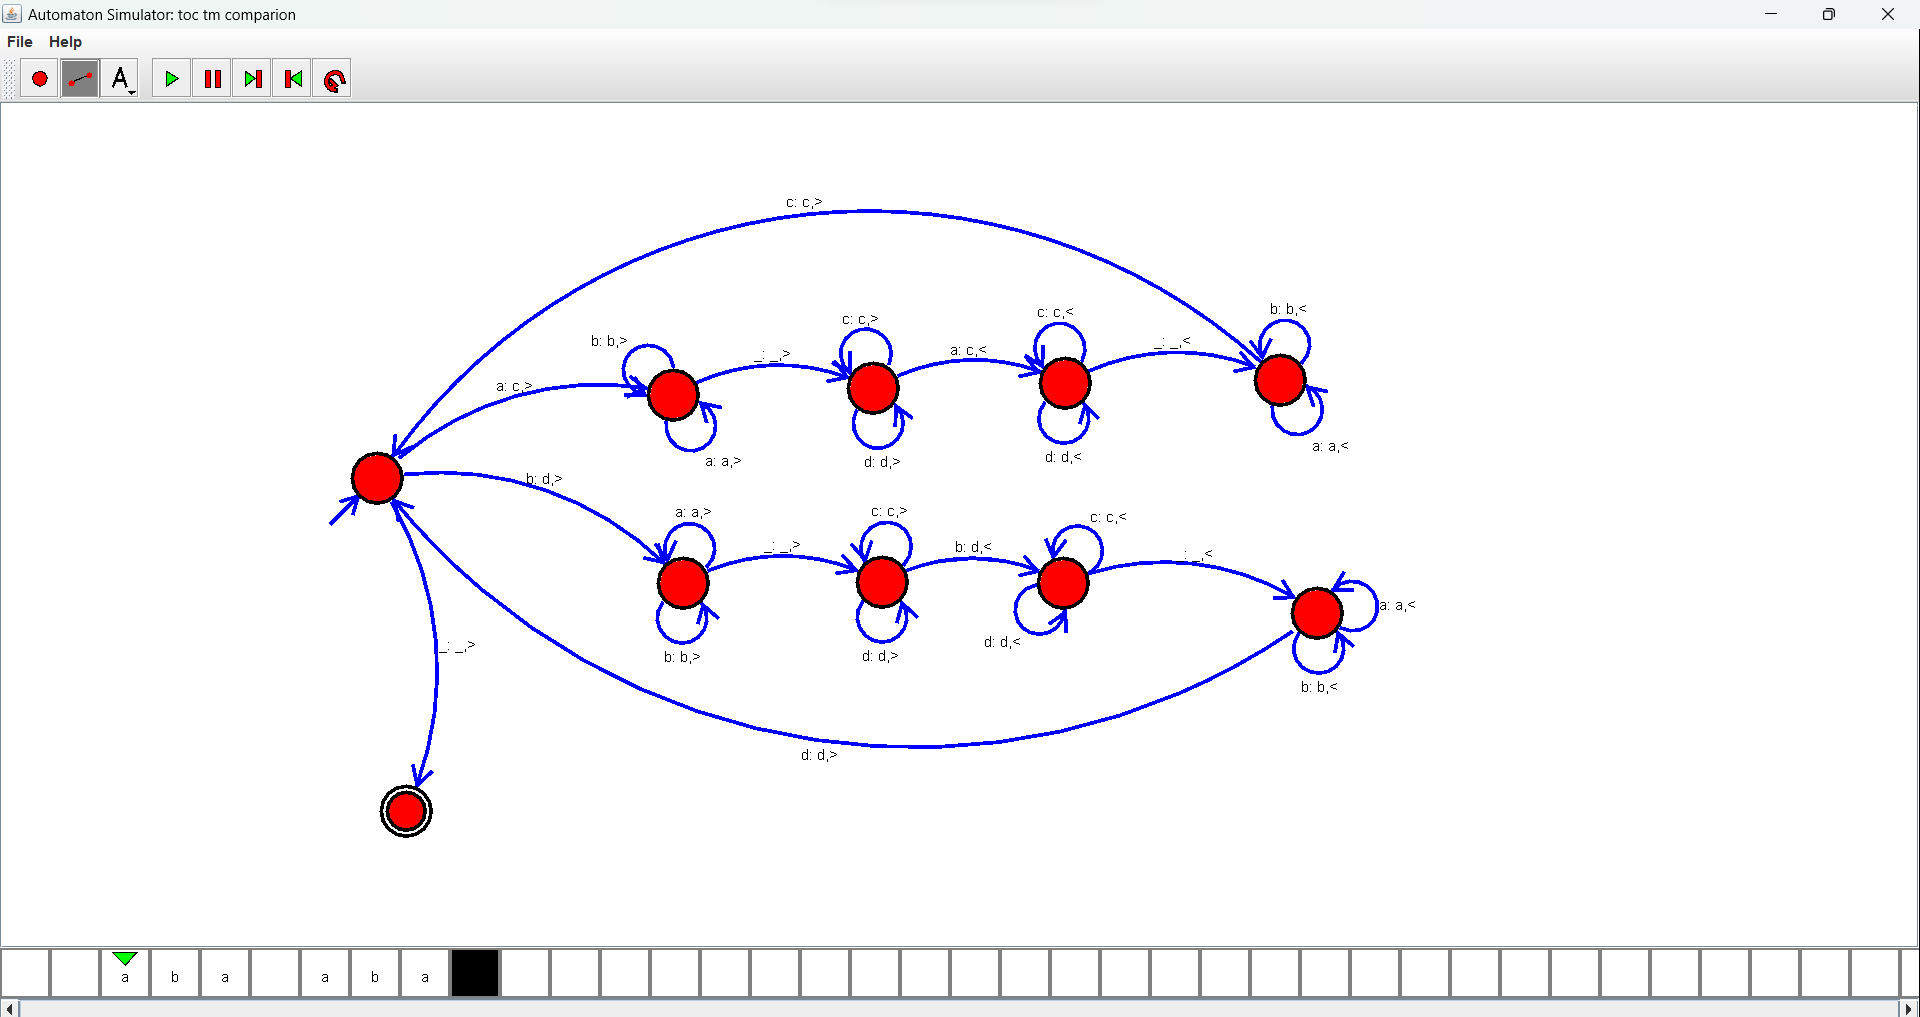 Automaton Simulator: toc tm comparion
File Help
A
c: c,>
b: b,<
c: c,<
c: c,>
b: b,>
_: _,<
a: c,<
_: _,>
a: c,>
a: a,<
d: d,<
d: d,>
a: a,>
b: d,>
c: c,>
a: a,>
c: c,<
_: _,>
b: d,<
: _,<
a: a,<
d: d,<
_: _,>
d: d,>
b: b,>
b: b,<
d: d,>
a b a a b a